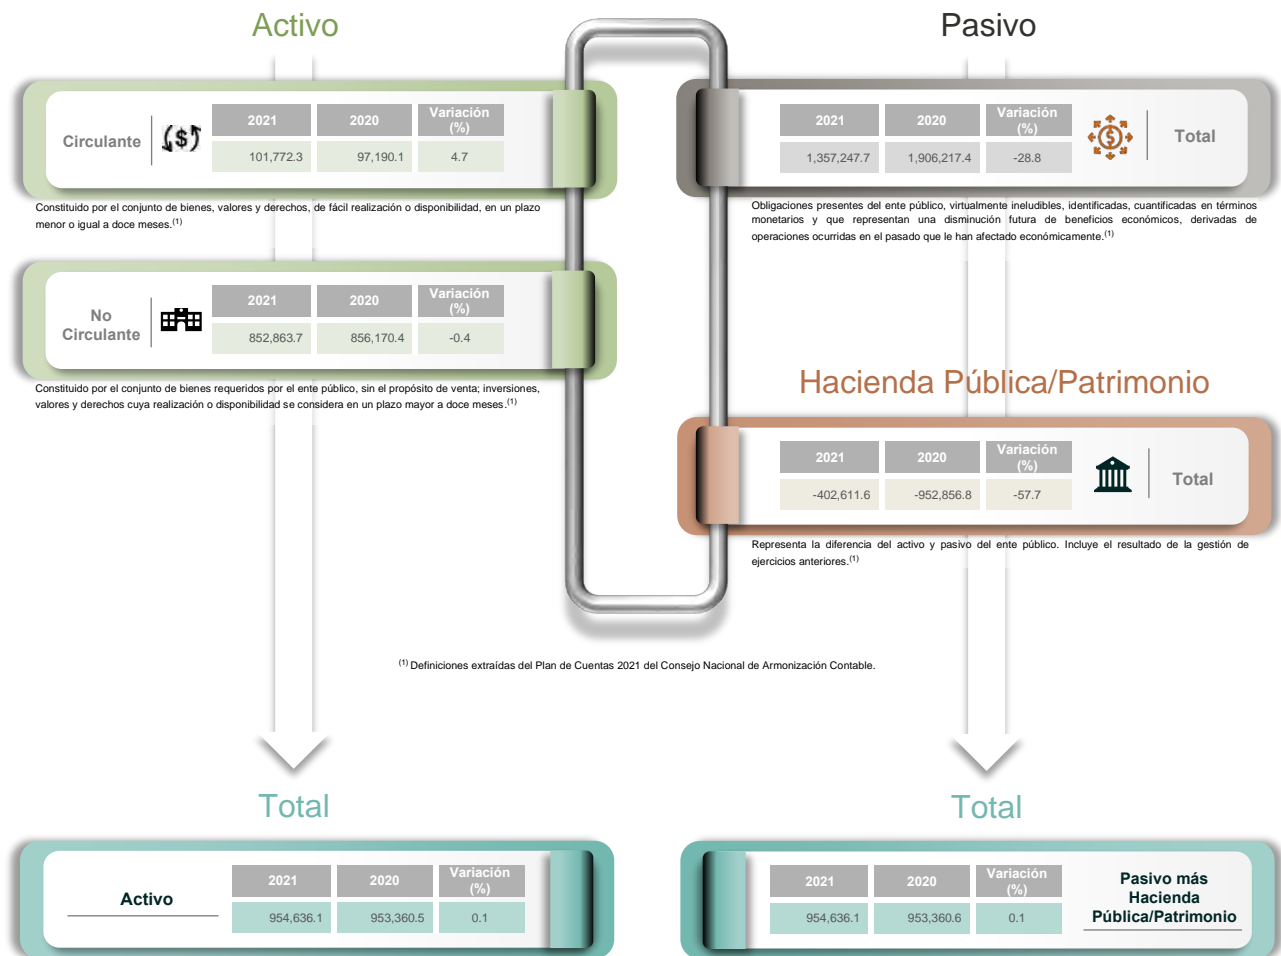 Activo
Circulante
2021 2020 Variación (%)
101,772.3 97,190.1 4.7
Constituido por el conjunto de bienes, valores y derechos, de fácil realización o disponibilidad, en un plazo
menor o igual a doce meses.(1)
No
Circulante
2021 2020 Variación (%)
852,863.7 856,170.4 -0.4
Constituido por el conjunto de bienes requeridos por el ente público, sin el propósito de venta; inversiones,
valores y derechos cuya realización o disponibilidad se considera en un plazo mayor a doce meses.(1)
Pasivo
2021 2020 Variación (%)
1,357,247.7 1,906,217.4 -28.8
Total
Obligaciones presentes del ente público, virtualmente ineludibles, identificadas, cuantificadas en términos
monetarios y que representan una disminución futura de beneficios económicos, derivadas de
operaciones ocurridas en el pasado que le han afectado económicamente.(1)
Hacienda Pública/Patrimonio
2021 2020 Variación (%)
-402,611.6 -952,856.8 -57.7
Total
Representa la diferencia del activo y pasivo del ente público. Incluye el resultado de la gestión de
ejercicios anteriores.(1)
(1) Definiciones extraídas del Plan de Cuentas 2021 del Consejo Nacional de Armonización Contable.
Total
Activo
2021 2020 Variación (%)
954,636.1 953,360.5 0.1
Total
2021 2020 Variación (%)
954,636.1 953,360.6 0.1
Pasivo más
Hacienda
Pública/Patrimonio